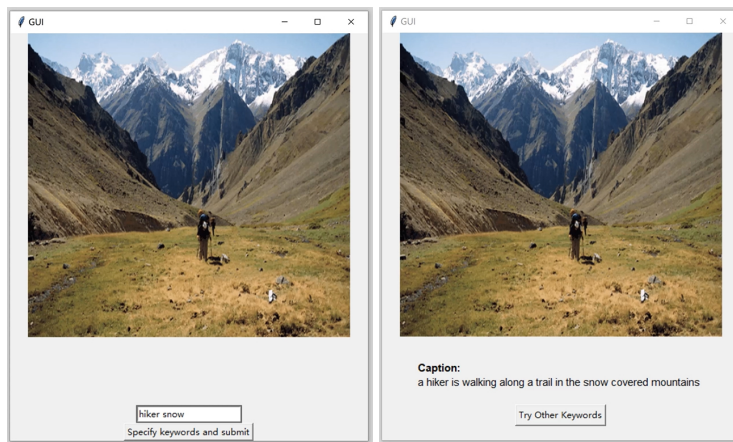 GUI
hiker snow
Specify keywords and submit
GUI
Caption:
a hiker is walking along a trail in the snow covered mountains
Try Other Keywords